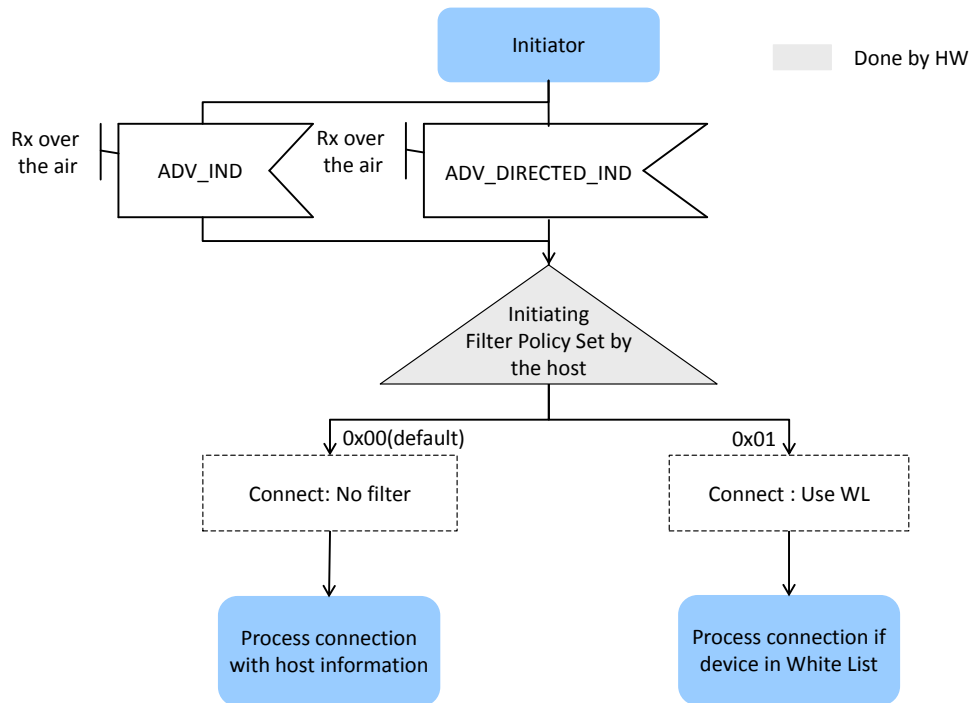 Initiator
Done by HW
Rx over
the air
ADV_IND
Rx over
the air
ADV_DIRECTED_IND
Initiating
Filter Policy Set by
the host
0x00(default)
0x01
Connect: No filter
Connect : Use WL
Process connection
with host information
Process connection if
device in White List